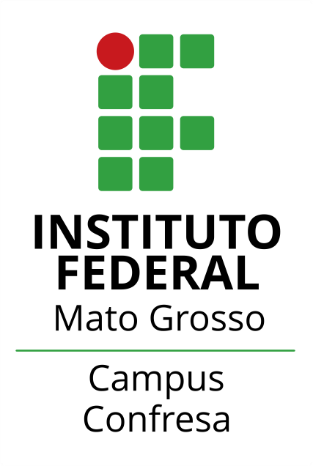 INSTITUTO
FEDERAL
Mato Grosso
Campus
Confresa